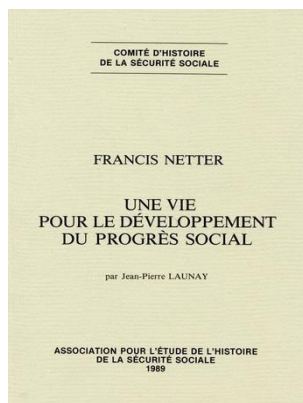 COMITÉ D'HISTOIRE
DE LA SÉCURITÉ SOCIALE
FRANCIS NETTER
UNE VIE
POUR LE DÉVELOPPEMENT
DU PROGRÈS SOCIAL
par Jean-Pierre LAUNAY
ASSOCIATION POUR L'ÉTUDE DE L'HISTOIRE
DE LA SÉCURITÉ SOCIALE
1989